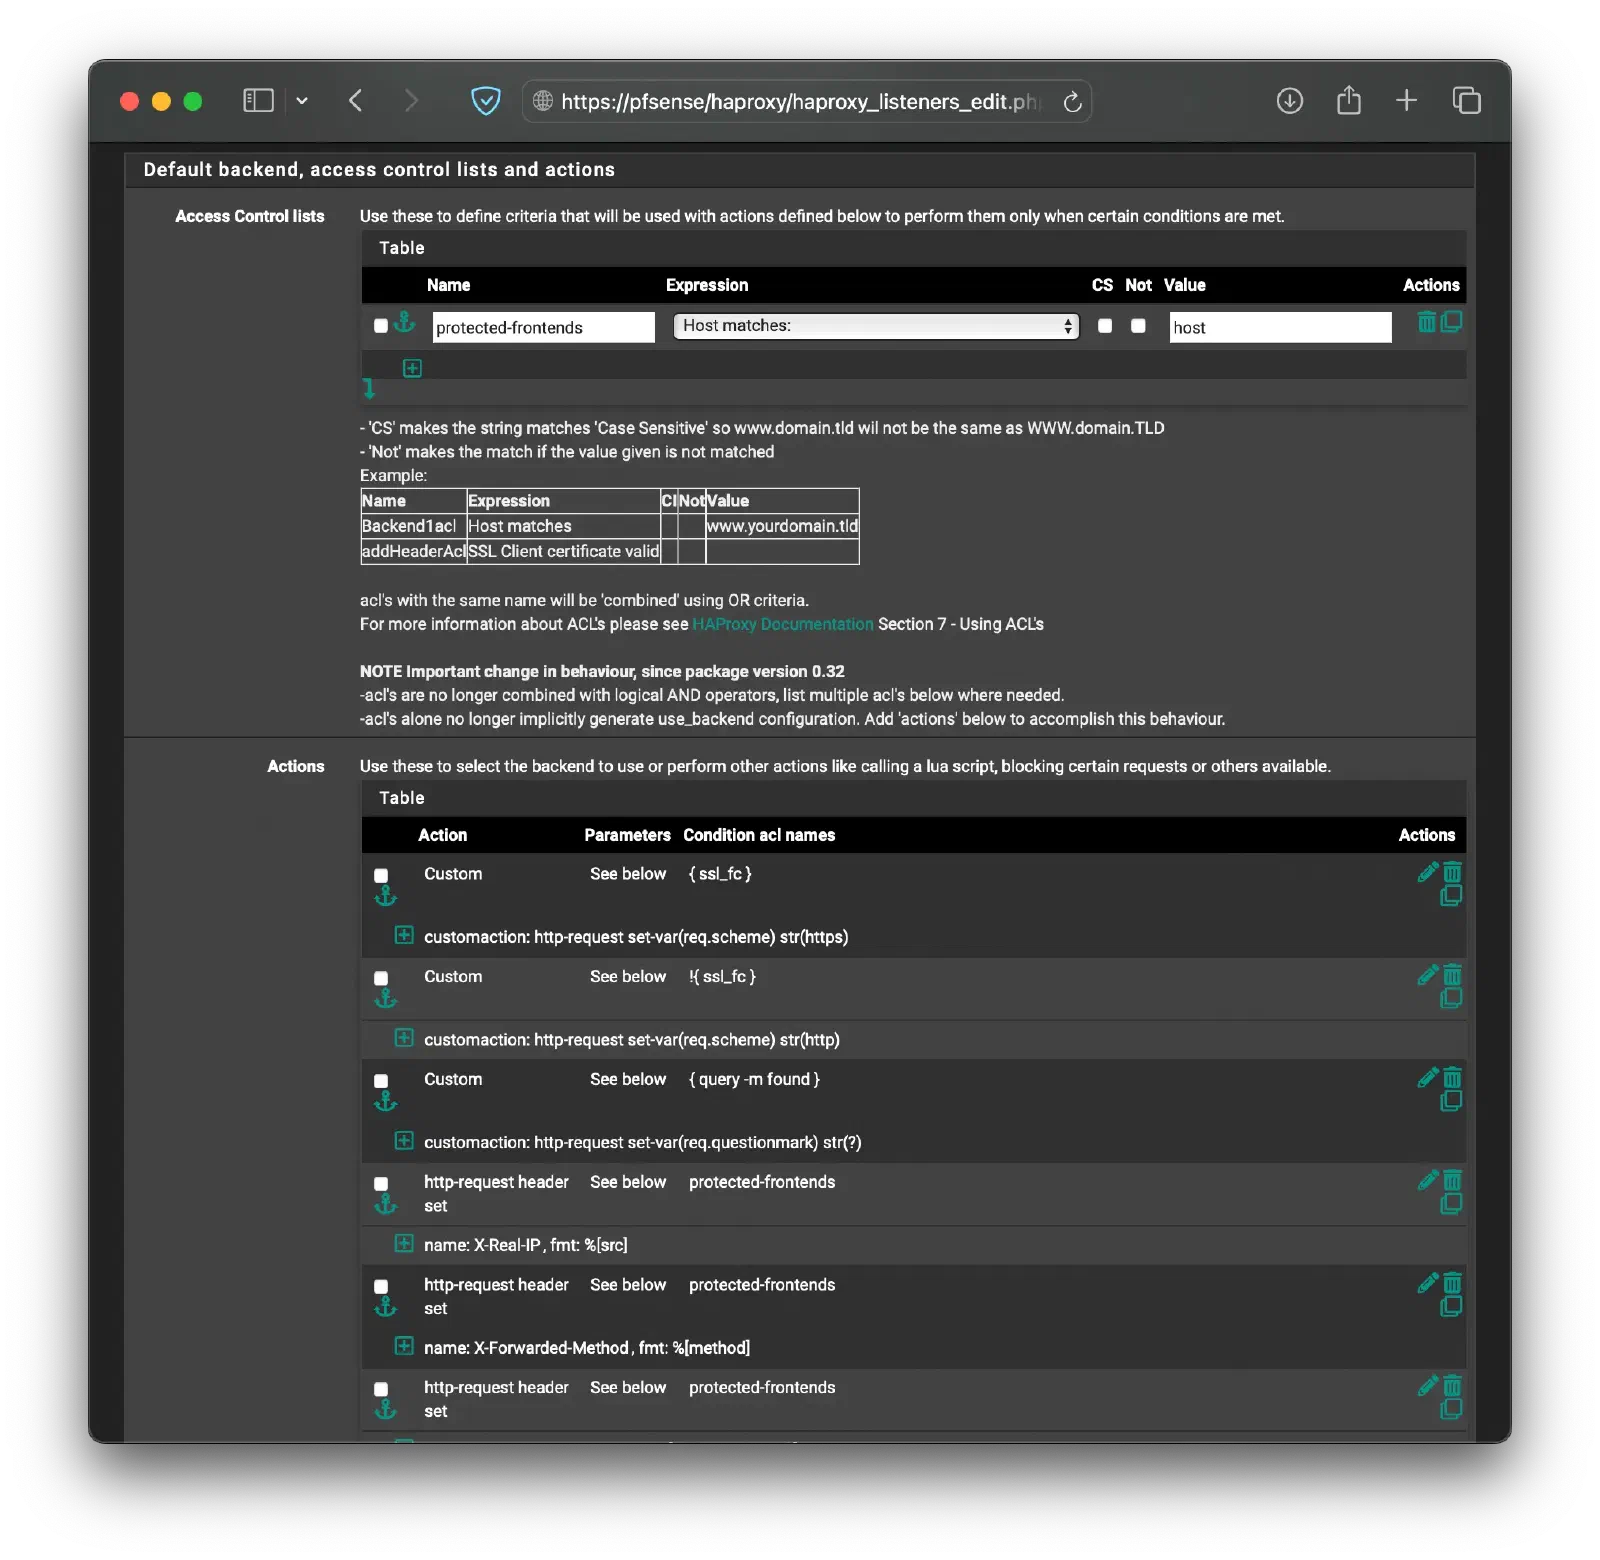 https://pfsense/haproxy/haproxy_listeners_edit.ph
Default backend, access control lists and actions
Access Control lists
Use these to define criteria that will be used with actions defined below to perform them only when certain conditions are met.
Table
Name Expression CS Not Value Actions
protected-frontends Host matches: host
- 'CS' makes the string matches 'Case Sensitive' so www.domain.tld wil not be the same as WWW.domain.TLD
- 'Not' makes the match if the value given is not matched
Example:
Name Expression CI Not Value
Backend1acl Host matches www.yourdomain.tld
addHeaderAcl SSL Client certificate valid
acl's with the same name will be 'combined' using OR criteria.
For more information about ACL's please see HAProxy Documentation Section 7 - Using ACL's
NOTE Important change in behaviour, since package version 0.32
-acl's are no longer combined with logical AND operators, list multiple acl's below where needed.
-acl's alone no longer implicitly generate use_backend configuration. Add 'actions' below to accomplish this behaviour.
Actions
Use these to select the backend to use or perform other actions like calling a lua script, blocking certain requests or others available.
Table
Action Parameters Condition acl names Actions
Custom See below { ssl_fc }
customaction: http-request set-var(req.scheme) str(https)
Custom See below !{ ssl_fc }
customaction: http-request set-var(req.scheme) str(http)
Custom See below { query -m found }
customaction: http-request set-var(req.questionmark) str(?)
http-request header See below protected-frontends
set
name: X-Real-IP , fmt: %[src]
http-request header See below protected-frontends
set
name: X-Forwarded-Method , fmt: %[method]
http-request header See below protected-frontends
set